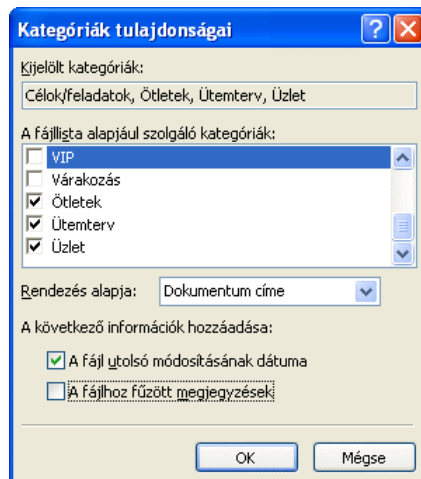 Kategóriák tulajdonságai
Kijelölt kategóriák:
Célok/feladatok, Ötletek, Ütemterv, Üzlet
A fájllista alapjául szolgáló kategóriák:
VIP
Várakozás
Ötletek
Ütemterv
Üzlet
Rendezés alapja: Dokumentum címe
A következő információk hozzáadása:
A fájl utolsó módosításának dátuma
A fájlhoz fűzött megjegyzések
OK Mégse